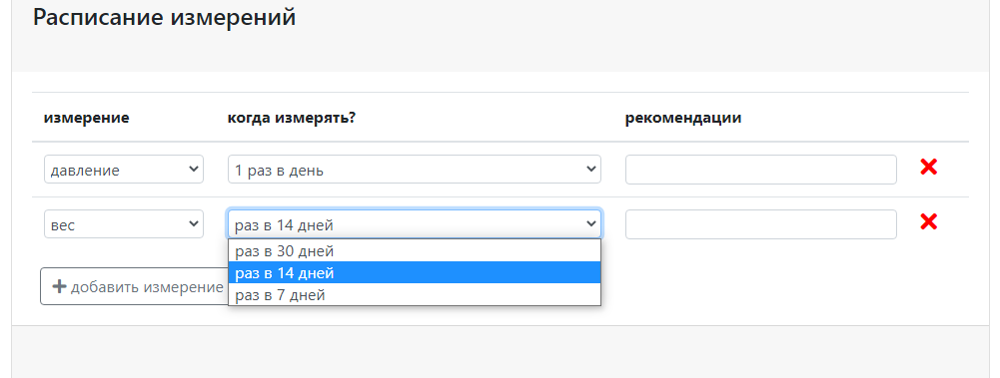 Расписание измерений
измерение когда измерять? рекомендации
давление 1 раз в день
вес раз в 14 дней
раз в 30 дней
раз в 14 дней
раз в 7 дней
добавить измерение